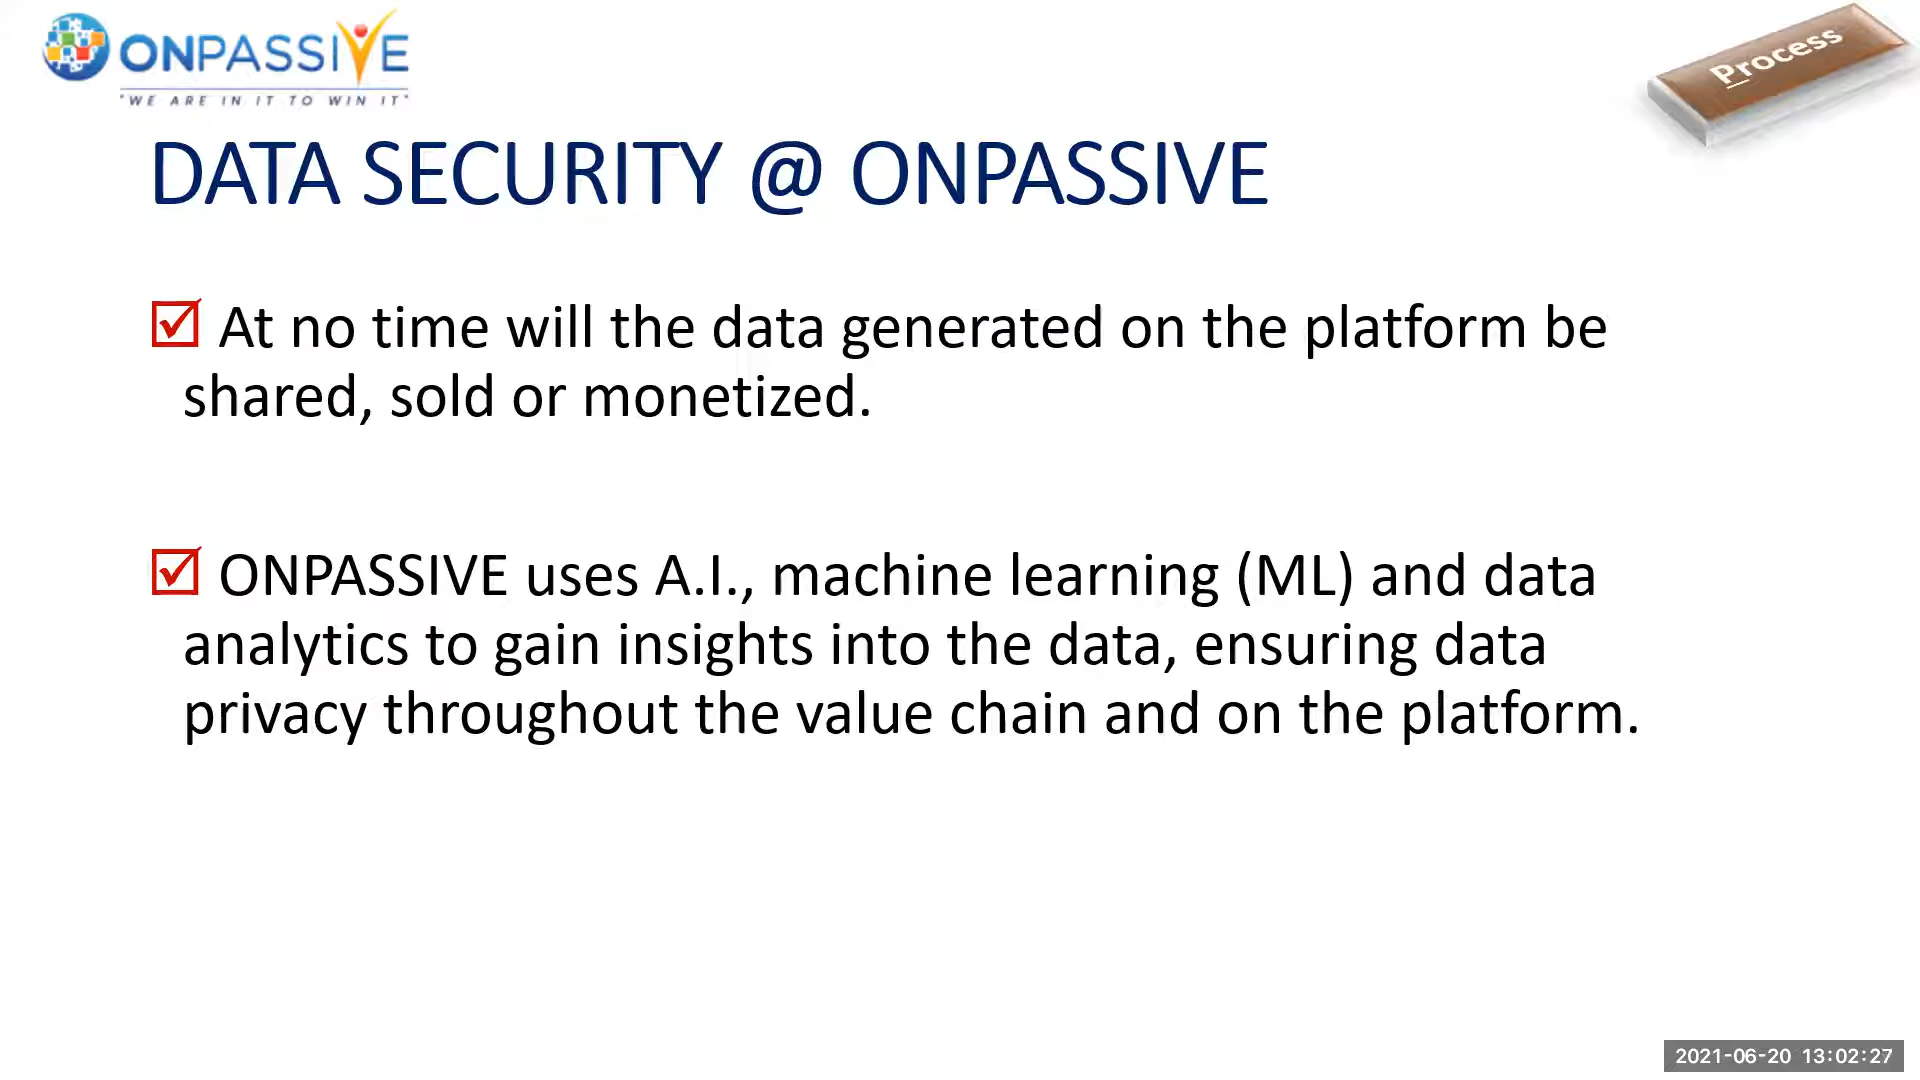 ONPASSIVE
"WE ARE IN IT TO WIN IT"
Process
DATA SECURITY @ ONPASSIVE
At no time will the data generated on the platform be
shared, sold or monetized.
ONPASSIVE uses A.I., machine learning (ML) and data
analytics to gain insights into the data, ensuring data
privacy throughout the value chain and on the platform.
2021-06-20 13:02:27